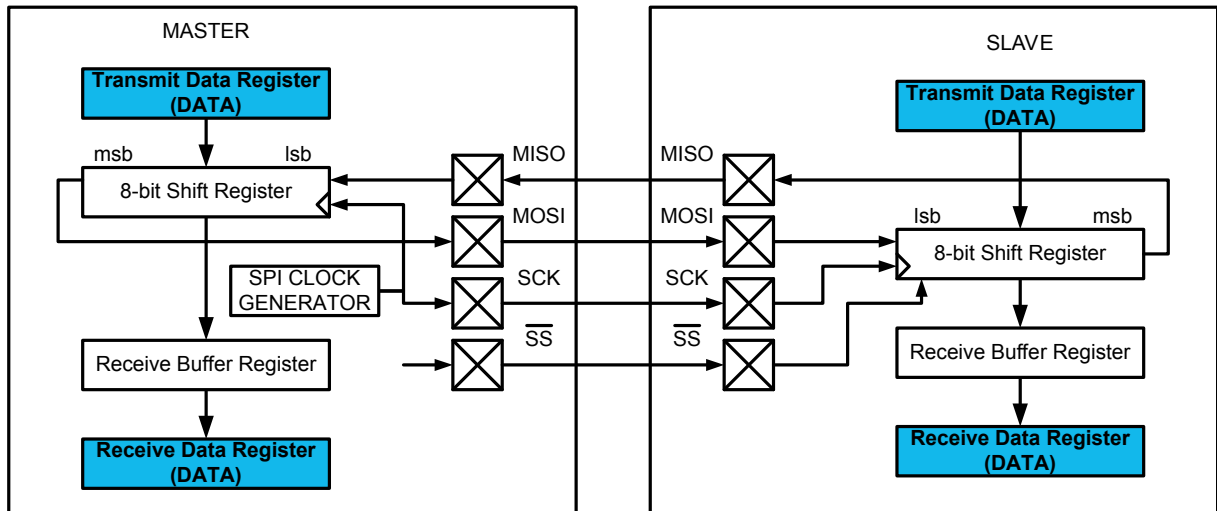 MASTER
Transmit Data Register
(DATA)
msb
lsb
8-bit Shift Register
SPI CLOCK
GENERATOR
Receive Buffer Register
Receive Data Register
(DATA)
MISO
MOSI
SCK
SS
SLAVE
MISO
MOSI
SCK
SS
Transmit Data Register
(DATA)
lsb
msb
8-bit Shift Register
Receive Buffer Register
Receive Data Register
(DATA)